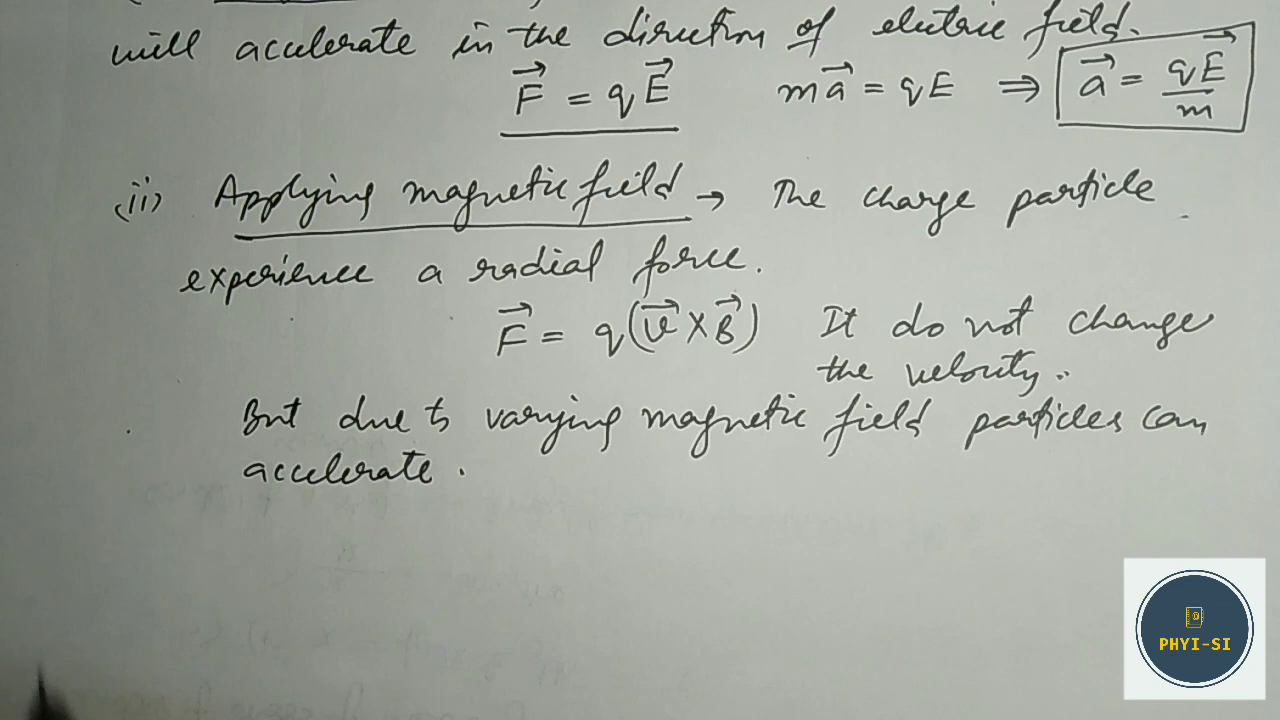 will accelerate in the direction of electric field.
F⃗ = qE⃗ ma⃗ = qE ⇒ a⃗ = qE⃗/m
(ii) Applying magnetic field → The charge particle
experience a radial force.
F⃗ = q(v⃗ × B⃗) It do not change
the velocity.
But due to varying magnetic field particles can
accelerate.
PHYI-SI